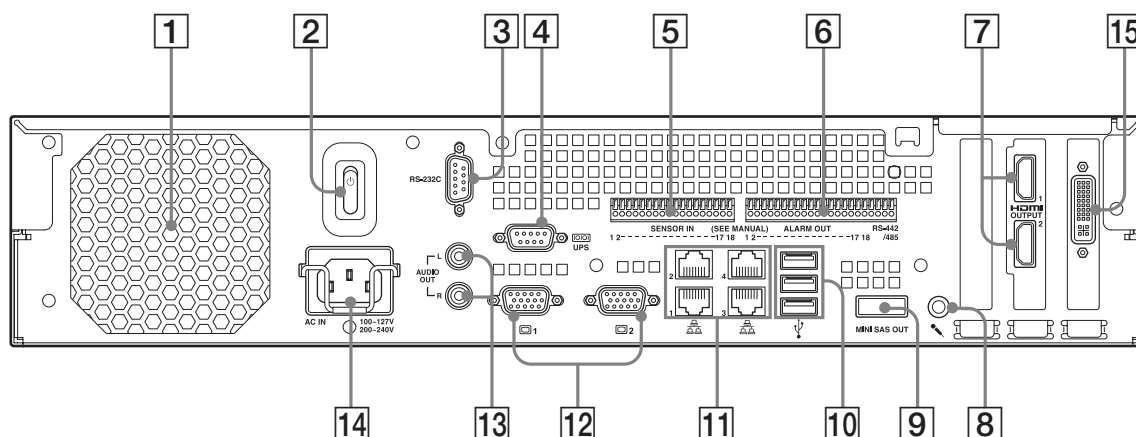 1 2 3 4 5 6 7 15
RS-232C
IOIOI
UPS
SENSOR IN (SEE MANUAL) ALARM OUT RS-442
1 2 17 18 1 2 17 18 /485
1
HDMI
OUTPUT
2
L
AUDIO
OUT
R
2 4
1 3
AC IN 100~127V
200~240V
1 2
MINI SAS OUT
14 13 12 11 10 9 8